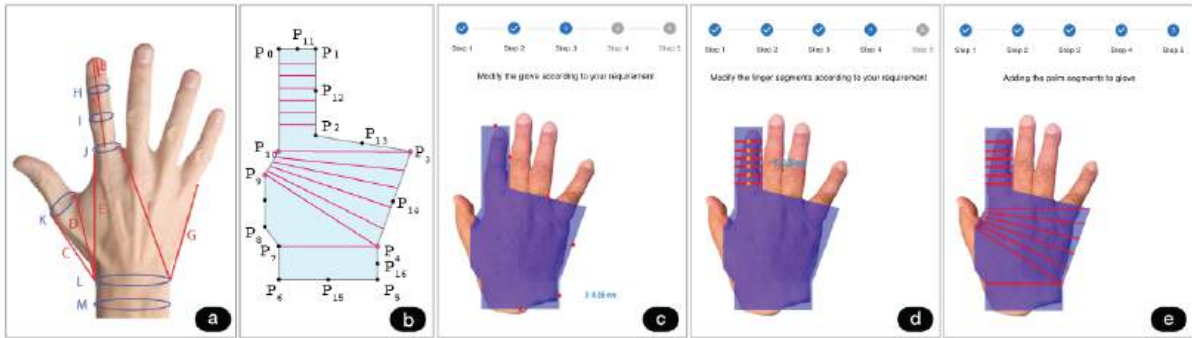 B
H
I
J
K
D
E
F
C
G
L
M
a
P0 P11 P1
P12
P2
P13
P10 P3
P9
P14
P8
P7 P4
P16
P6 P15 P5
b
Step 1 Step 2 Step 3 Step 4 Step 5
Modify the glove according to your requirement
c
Step 1 Step 2 Step 3 Step 4 Step 5
Modify the finger segments according to your requirement
d
Step 1 Step 2 Step 3 Step 4 Step 5
Adding the palm segments to glove
e